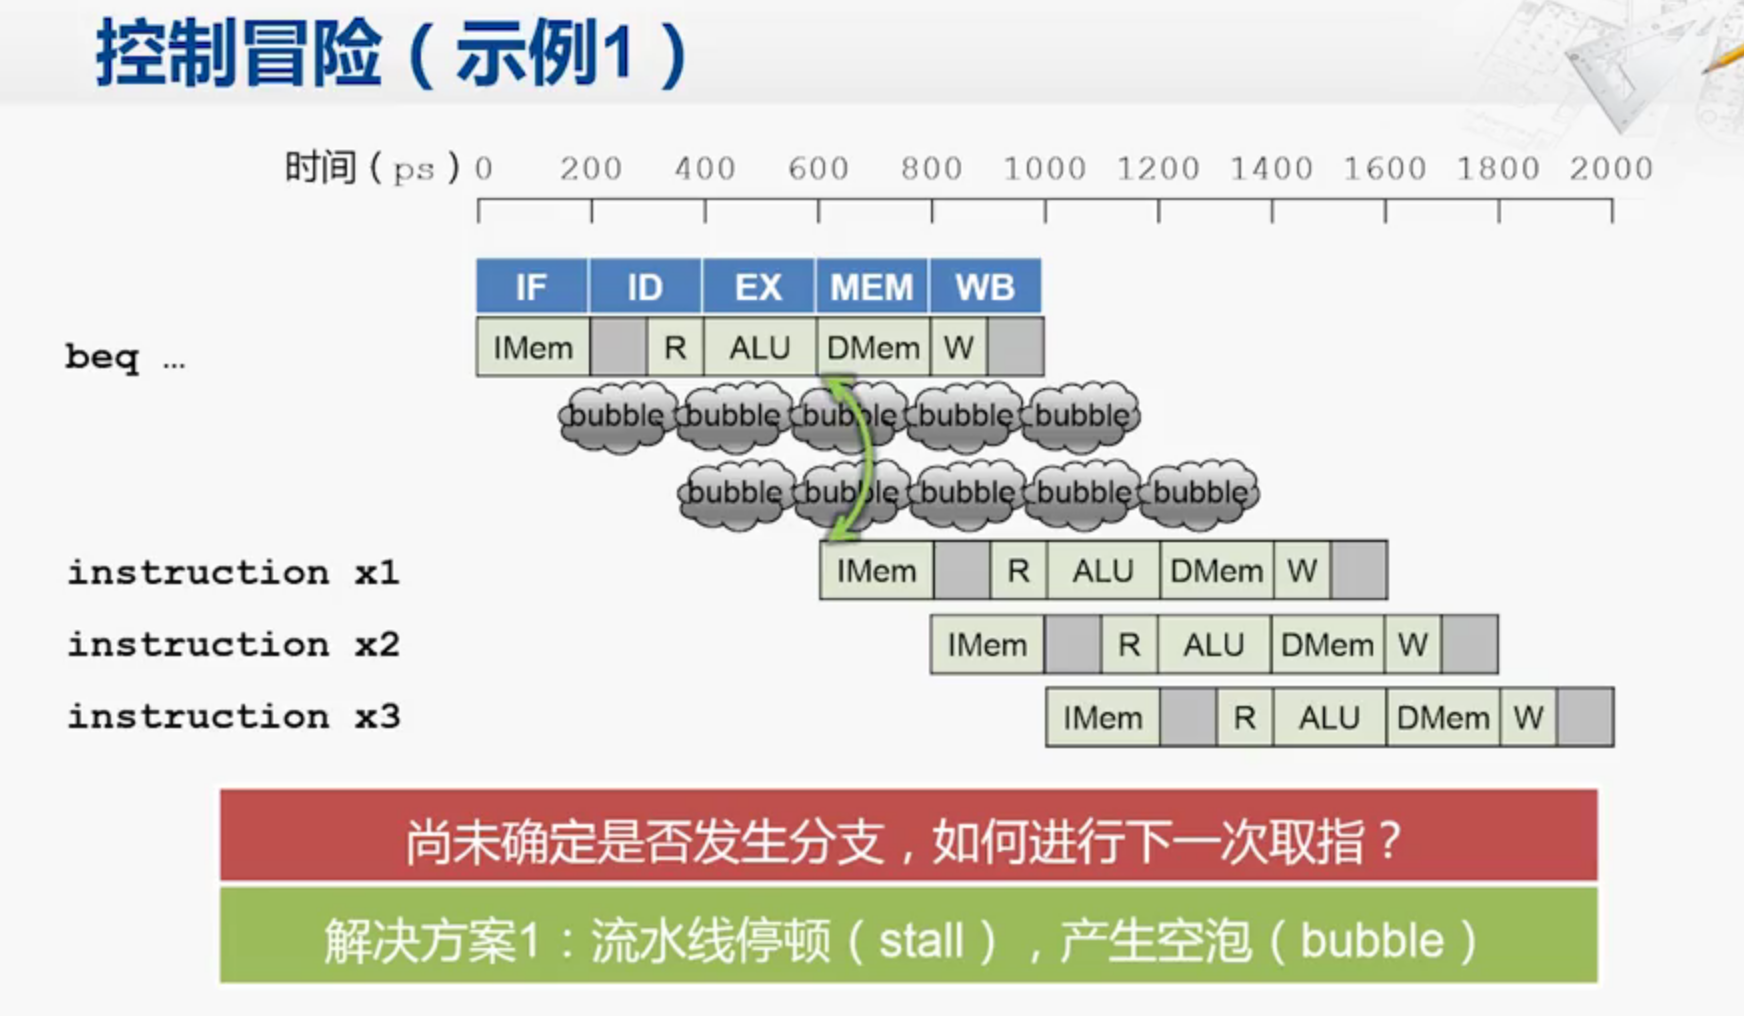 控制冒险（示例1）
时间（ps） 0 200 400 600 800 1000 1200 1400 1600 1800 2000
IF ID EX MEM WB
beq … IMem R ALU DMem W
bubble bubble bubble bubble bubble
bubble bubble bubble bubble bubble
instruction x1 IMem R ALU DMem W
instruction x2 IMem R ALU DMem W
instruction x3 IMem R ALU DMem W
尚未确定是否发生分支，如何进行下一次取指？
解决方案1：流水线停顿（stall），产生空泡（bubble）